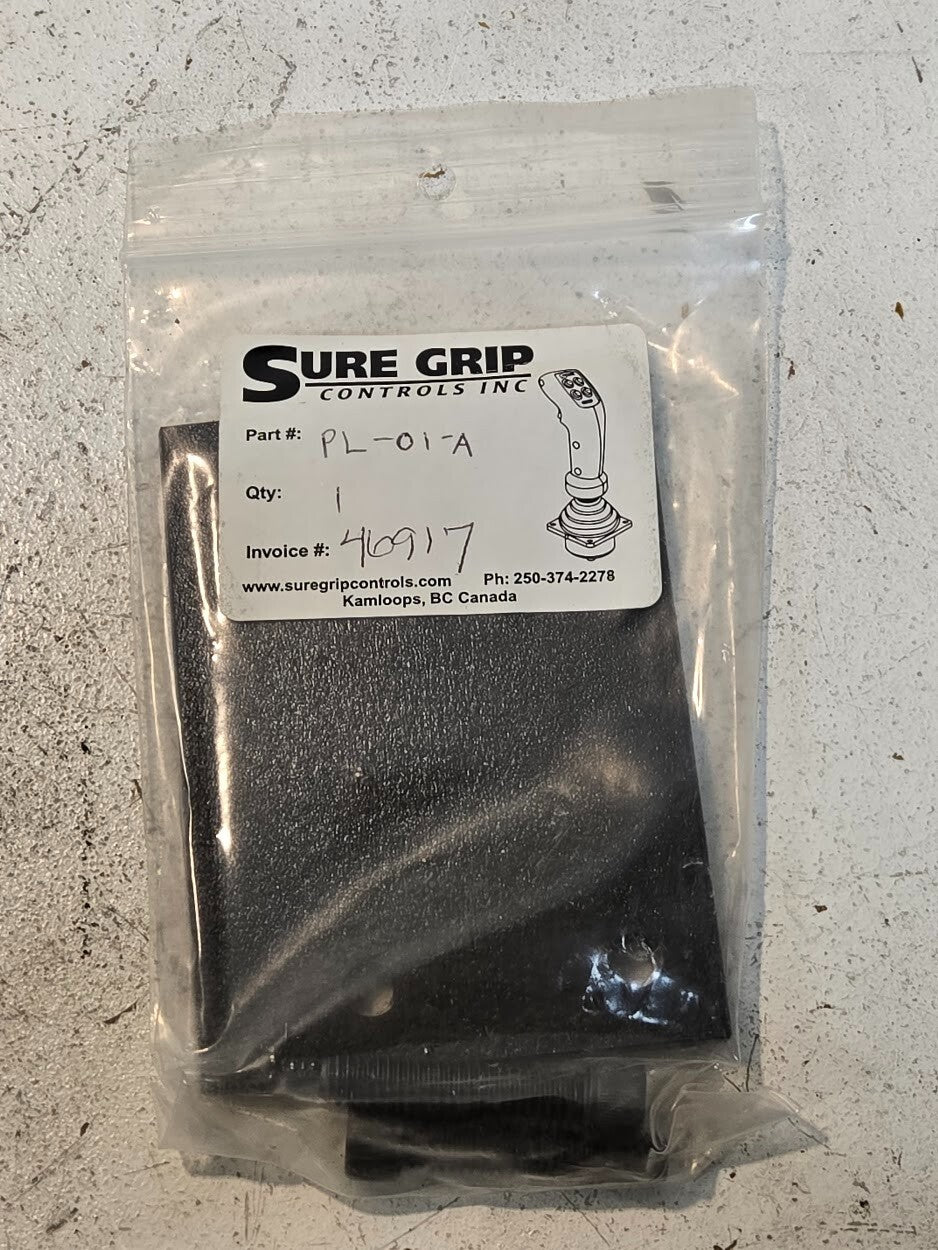 SURE GRIP
CONTROLS INC
Part #: PL-01-A
Qty: 1
Invoice #: 46917
www.suregripcontrols.com Ph: 250-374-2278
Kamloops, BC Canada